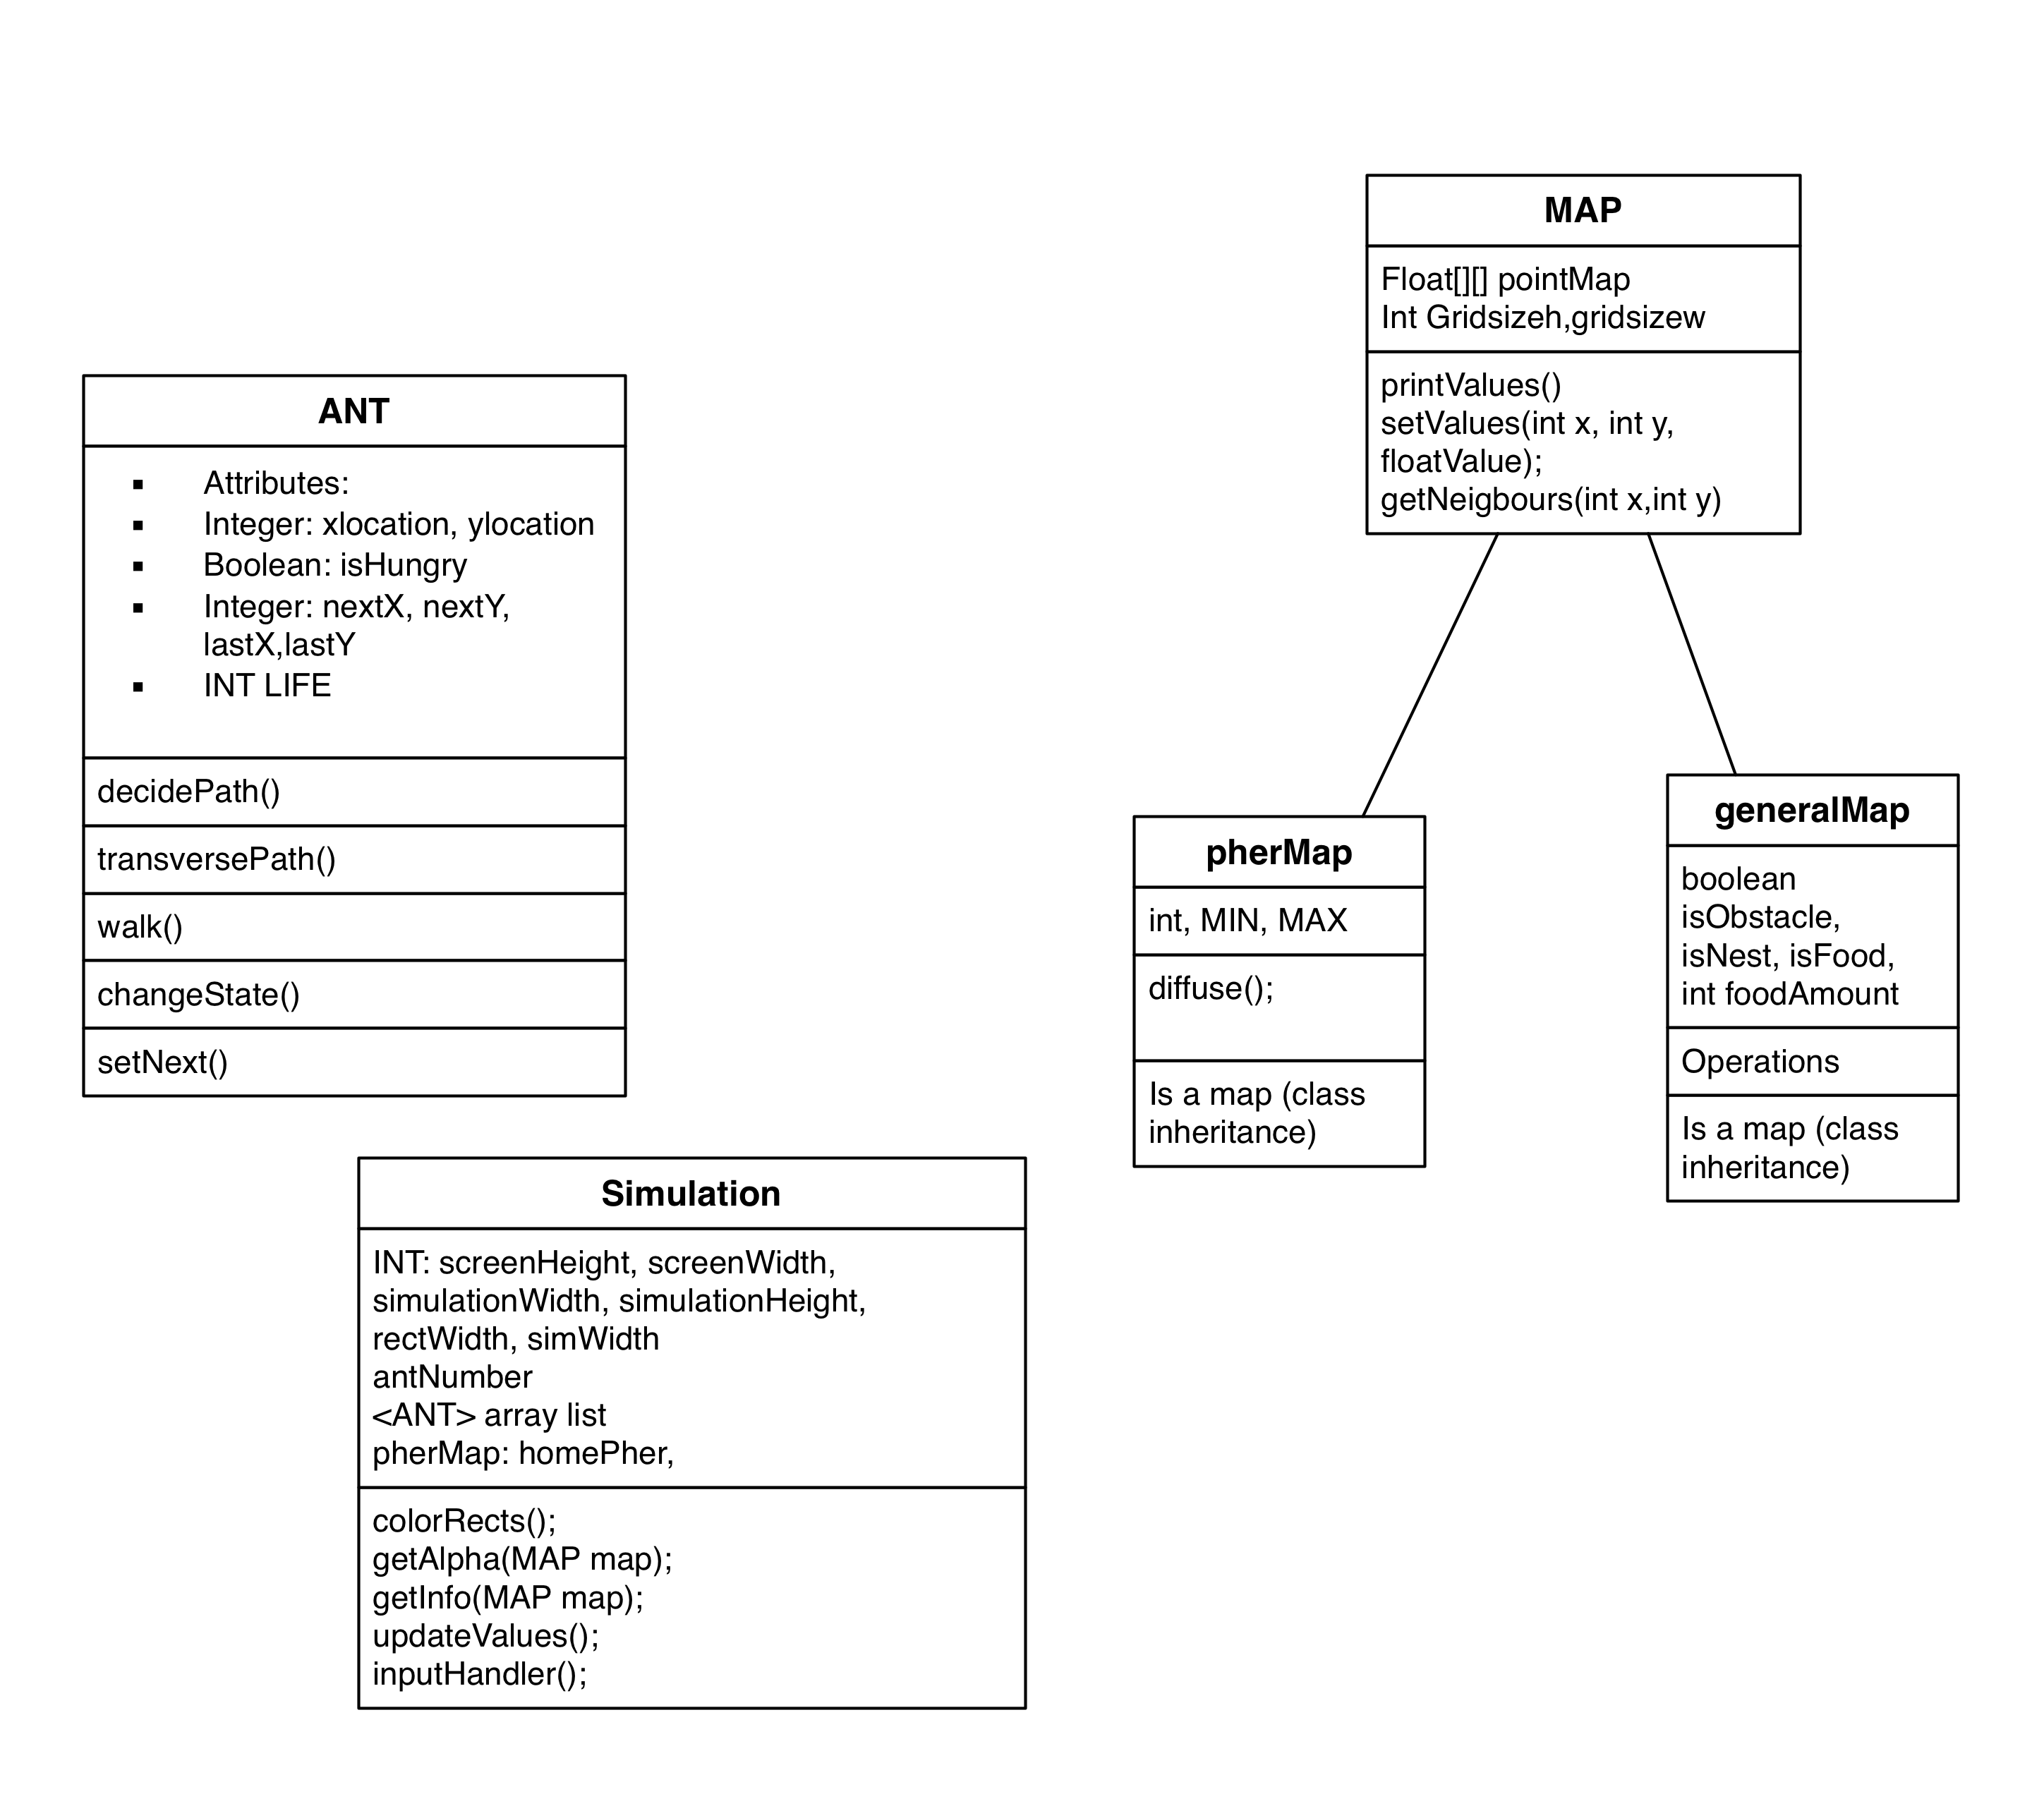 MAP
Float[][] pointMap
Int Gridsizeh,gridsizew
printValues()
setValues(int x, int y,
floatValue);
getNeigbours(int x,int y)
ANT
▪ Attributes:
▪ Integer: xlocation, ylocation
▪ Boolean: isHungry
▪ Integer: nextX, nextY,
lastX,lastY
▪ INT LIFE
decidePath()
transversePath()
walk()
changeState()
setNext()
pherMap
int, MIN, MAX
diffuse();
Is a map (class
inheritance)
generalMap
boolean
isObstacle,
isNest, isFood,
int foodAmount
Operations
Is a map (class
inheritance)
Simulation
INT: screenHeight, screenWidth,
simulationWidth, simulationHeight,
rectWidth, simWidth
antNumber
<ANT> array list
pherMap: homePher,
colorRects();
getAlpha(MAP map);
getInfo(MAP map);
updateValues();
inputHandler();